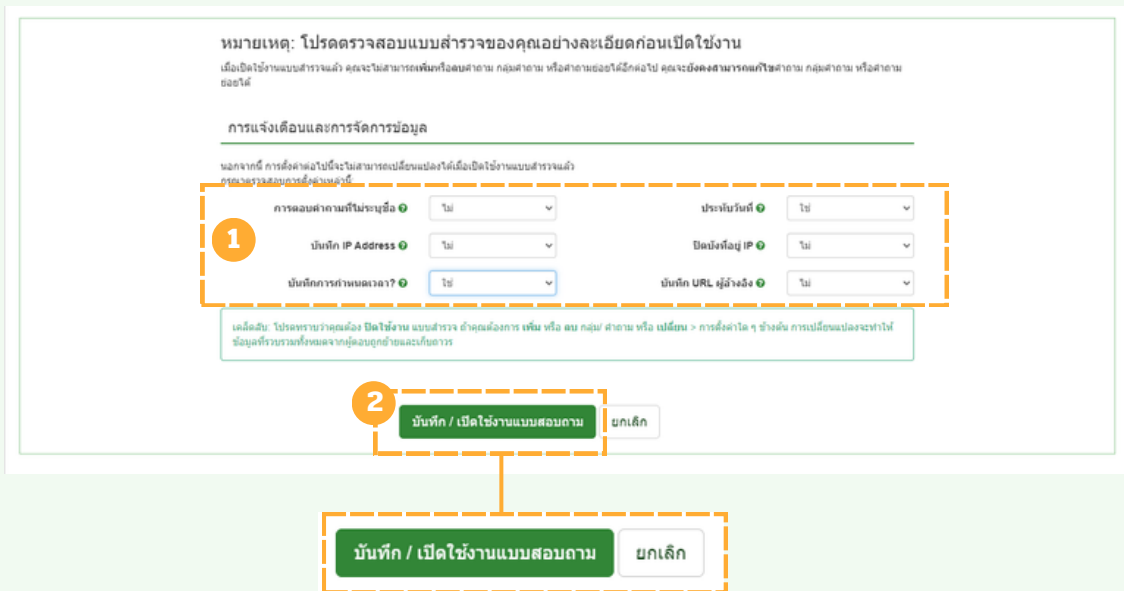 หมายเหตุ: โปรดตรวจสอบแบบสำรวจของคุณอย่างละเอียดก่อนเปิดใช้งาน
เมื่อเปิดใช้งานแบบสำรวจแล้ว คุณจะไม่สามารถเพิ่มหรือลบคำถาม กลุ่มคำถาม หรือคำถามย่อยได้อีกต่อไป คุณจะยังคงสามารถแก้ไขคำถาม กลุ่มคำถาม หรือคำถาม
ย่อยได้
การแจ้งเตือนและการจัดการข้อมูล
นอกจากนี้ การตั้งค่าต่อไปนี้จะไม่สามารถเปลี่ยนแปลงได้เมื่อเปิดใช้งานแบบสำรวจแล้ว
กรุณาตรวจสอบการตั้งค่าเหล่านี้:
1
การตอบคำถามที่ไม่ระบุชื่อ ไม่ ประทับวันที่ ใช่
บันทึก IP Address ไม่ ปิดบังที่อยู่ IP ไม่
บันทึกการกำหนดเวลา? ใช่ บันทึก URL ผู้อ้างอิง ไม่
เคล็ดลับ: โปรดทราบว่าคุณต้อง ปิดใช้งาน แบบสำรวจ ถ้าคุณต้องการ เพิ่ม หรือ ลบ กลุ่ม/ คำถาม หรือ เปลี่ยน > การตั้งค่าใด ๆ ข้างต้น การเปลี่ยนแปลงจะทำให้
ข้อมูลที่รวบรวมทั้งหมดจากผู้ตอบถูกย้ายและเก็บถาวร
2
บันทึก / เปิดใช้งานแบบสอบถาม ยกเลิก
บันทึก / เปิดใช้งานแบบสอบถาม ยกเลิก